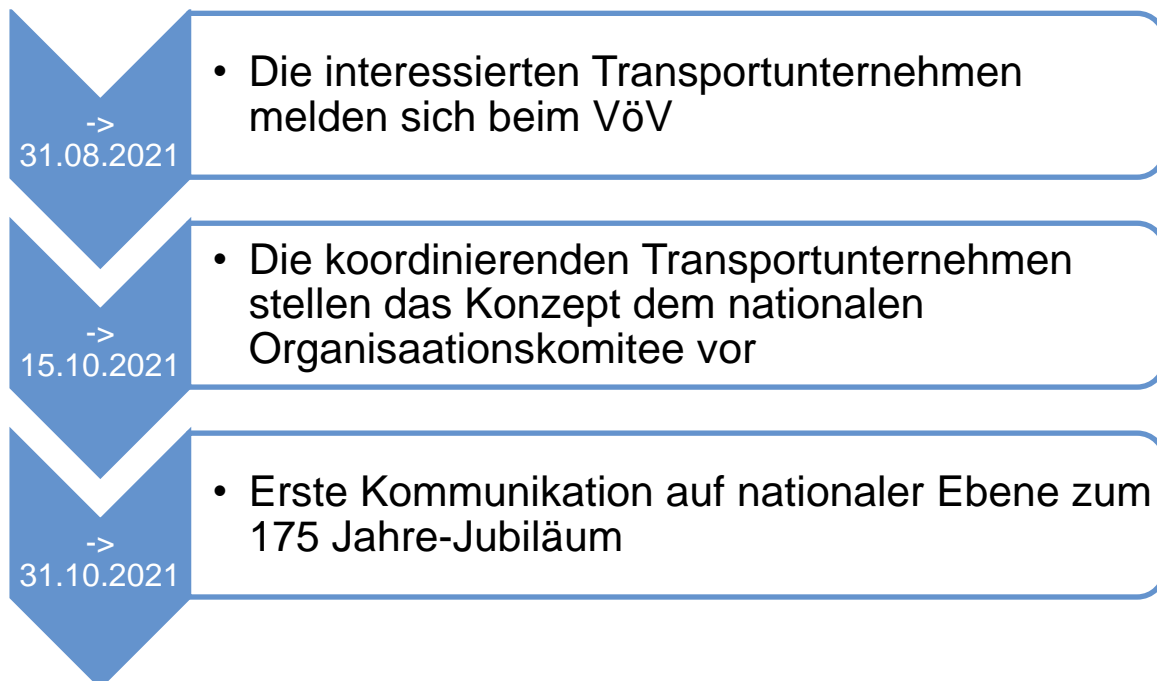 ->
31.08.2021
• Die interessierten Transportunternehmen
melden sich beim VöV
->
15.10.2021
• Die koordinierenden Transportunternehmen
stellen das Konzept dem nationalen
Organisaationskomitee vor
->
31.10.2021
• Erste Kommunikation auf nationaler Ebene zum
175 Jahre-Jubiläum